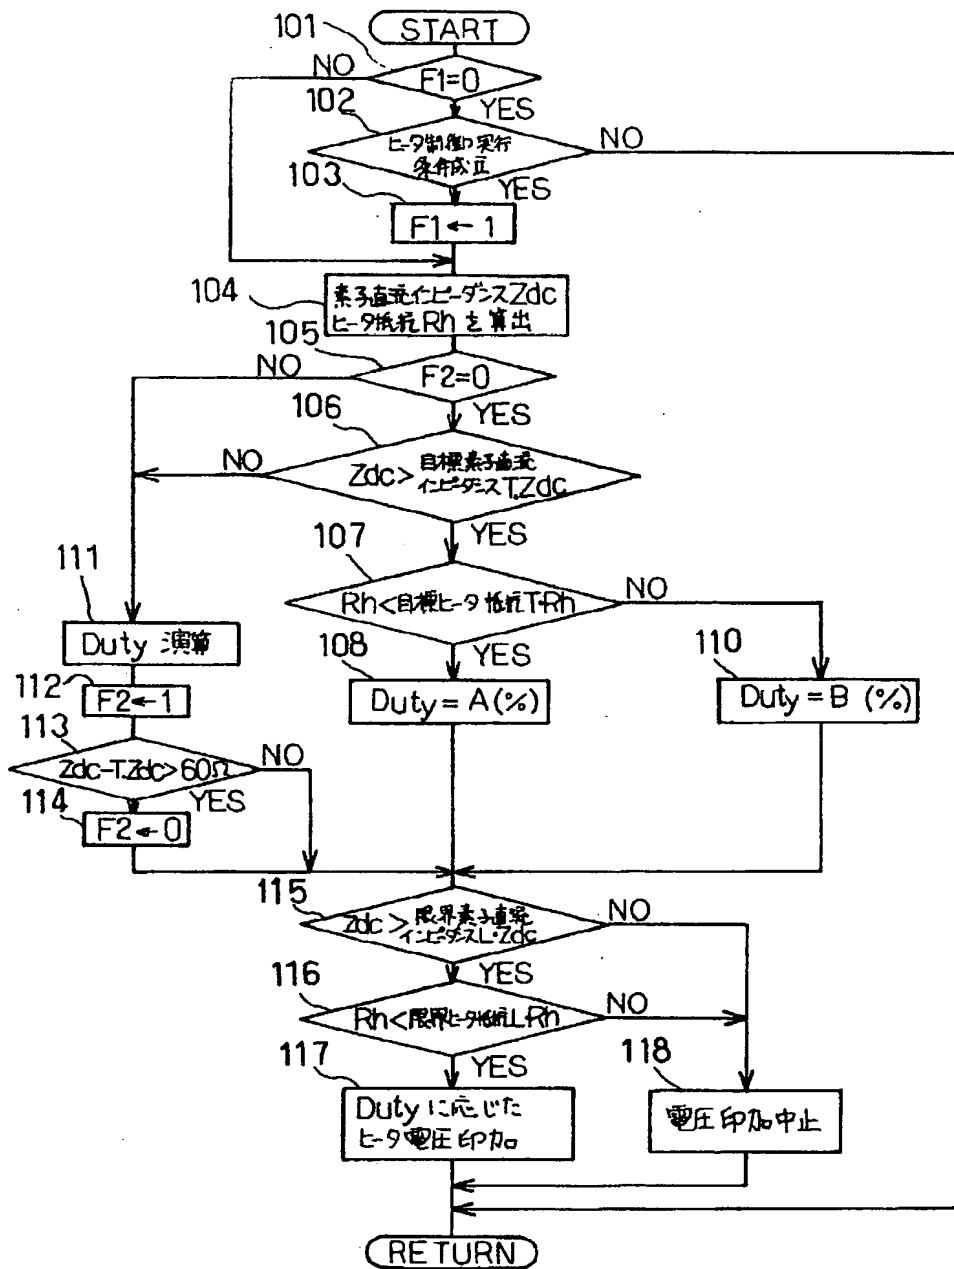 START
101
F1=0
NO
YES
102
ヒータ制御実行
条件成立
NO
YES
103
F1←1
104
素子直流インピーダンスZdc
ヒータ抵抗Rhを算出
105
NO
F2=0
YES
106
NO
Zdc>目標素子直流
インピーダンスT.Zdc
YES
107
Rh<目標ヒータ抵抗T・Rh
NO
YES
108
Duty=A(%)
110
Duty=B(%)
111
Duty 演算
112
F2←1
113
Zdc-T.Zdc>60Ω
NO
YES
114
F2←0
115
Zdc>限界素子直流
インピーダンスL・Zdc
NO
YES
116
Rh<限界ヒータ抵抗L・Rh
NO
YES
117
Dutyに応じた
ヒータ電圧印加
118
電圧印加中止
RETURN